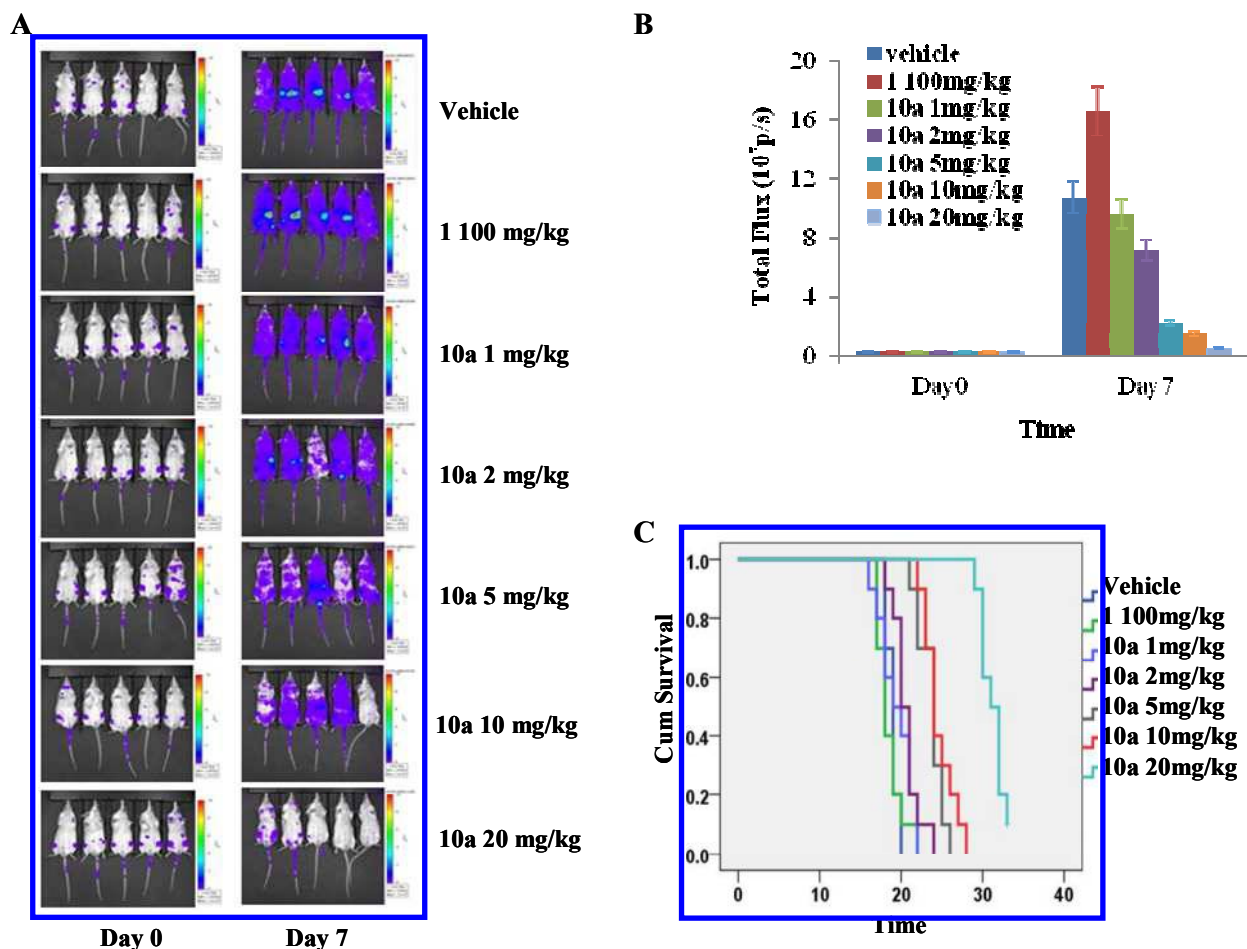 A
Vehicle
1 100 mg/kg
10a 1 mg/kg
10a 2 mg/kg
10a 5 mg/kg
10a 10 mg/kg
10a 20 mg/kg
Day 0
Day 7
B
vehicle
1 100mg/kg
10a 1mg/kg
10a 2mg/kg
10a 5mg/kg
10a 10mg/kg
10a 20mg/kg
Total Flux (10⁷p/s)
20
16
12
8
4
0
Day 0
Day 7
Time
C
Cum Survival
1.0
0.8
0.6
0.4
0.2
0.0
0
10
20
30
40
Time
Vehicle
1 100mg/kg
10a 1mg/kg
10a 2mg/kg
10a 5mg/kg
10a 10mg/kg
10a 20mg/kg